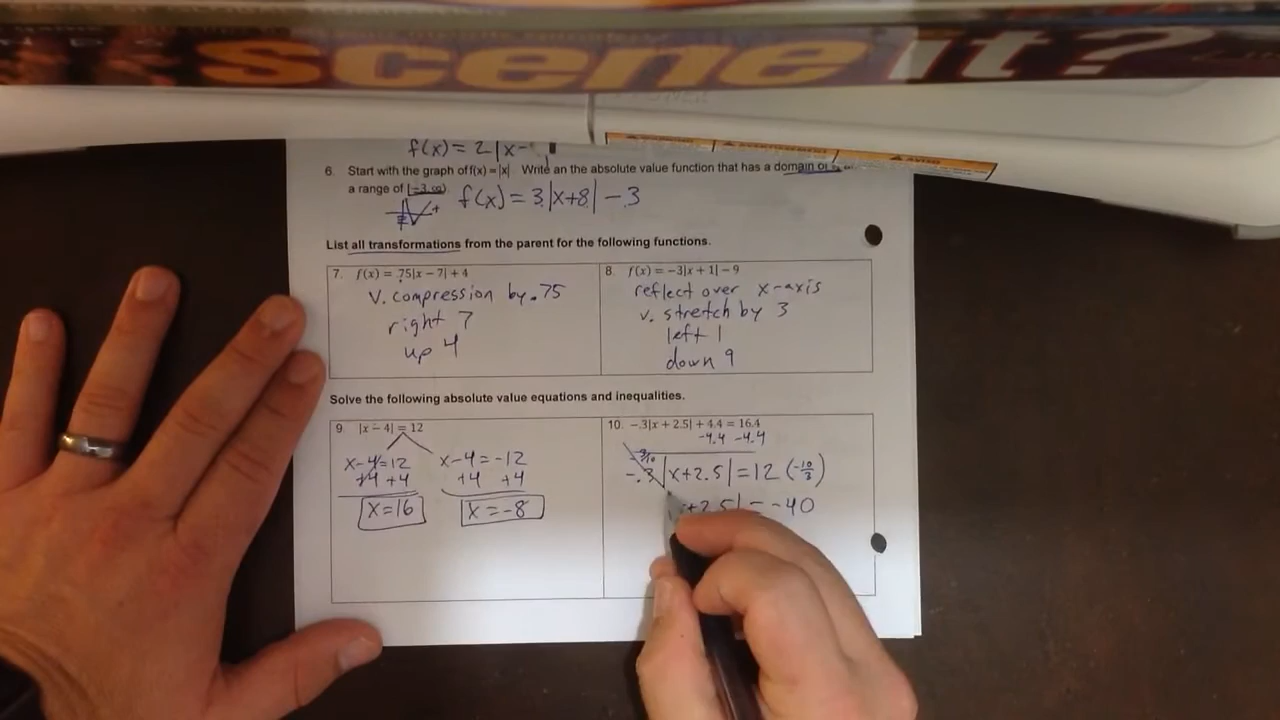 scene it?
f(x) = 2|x-
6. Start with the graph of f(x) = |x|. Write an the absolute value function that has a domain of
a range of [-3, ∞)
f(x) = 3|x+8| - 3
List all transformations from the parent for the following functions.
7. f(x) = .75|x − 7| + 4
v. compression by .75
right 7
up 4
8. f(x) = −3|x + 1| − 9
reflect over x-axis
v. stretch by 3
left 1
down 9
Solve the following absolute value equations and inequalities.
9. |x − 4| = 12
x-4=12 x-4=-12
+4 +4 +4 +4
x=16 x=-8
10. −.3|x + 2.5| + 4.4 = 16.4
-4.4 -4.4
-3/10
-.3|x+2.5|=12(-10/3)
+2.5|=-40